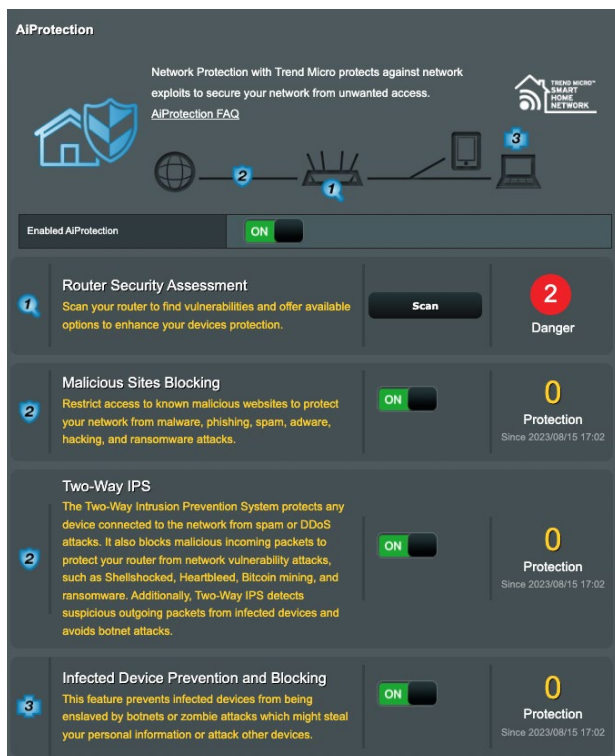 AiProtection
Network Protection with Trend Micro protects against network
exploits to secure your network from unwanted access.
AiProtection FAQ
TREND MICRO™
SMART
HOME
NETWORK
3
2
1
Enabled AiProtection
ON
1
Router Security Assessment
Scan your router to find vulnerabilities and offer available
options to enhance your devices protection.
Scan
2
Danger
2
Malicious Sites Blocking
Restrict access to known malicious websites to protect
your network from malware, phishing, spam, adware,
hacking, and ransomware attacks.
ON
0
Protection
Since 2023/08/15 17:02
2
Two-Way IPS
The Two-Way Intrusion Prevention System protects any
device connected to the network from spam or DDoS
attacks. It also blocks malicious incoming packets to
protect your router from network vulnerability attacks,
such as Shellshocked, Heartbleed, Bitcoin mining, and
ransomware. Additionally, Two-Way IPS detects
suspicious outgoing packets from infected devices and
avoids botnet attacks.
ON
0
Protection
Since 2023/08/15 17:02
3
Infected Device Prevention and Blocking
This feature prevents infected devices from being
enslaved by botnets or zombie attacks which might steal
your personal information or attack other devices.
ON
0
Protection
Since 2023/08/15 17:02